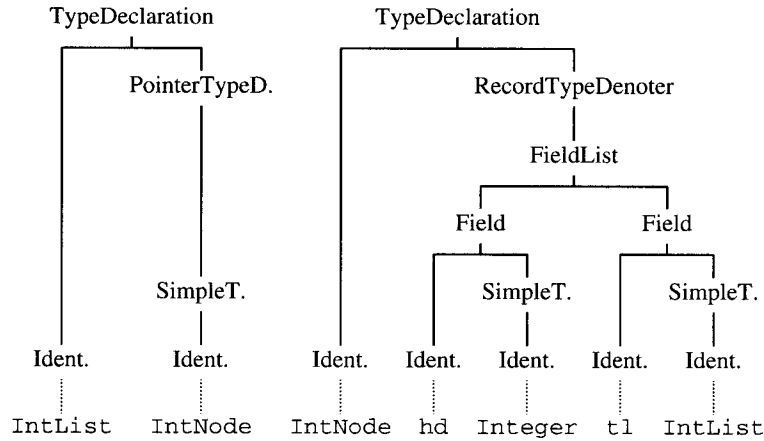 TypeDeclaration TypeDeclaration
PointerTypeD. RecordTypeDenoter
FieldList
Field Field
SimpleT. SimpleT. SimpleT.
Ident. Ident. Ident. Ident. Ident. Ident. Ident.
IntList IntNode IntNode hd Integer tl IntList